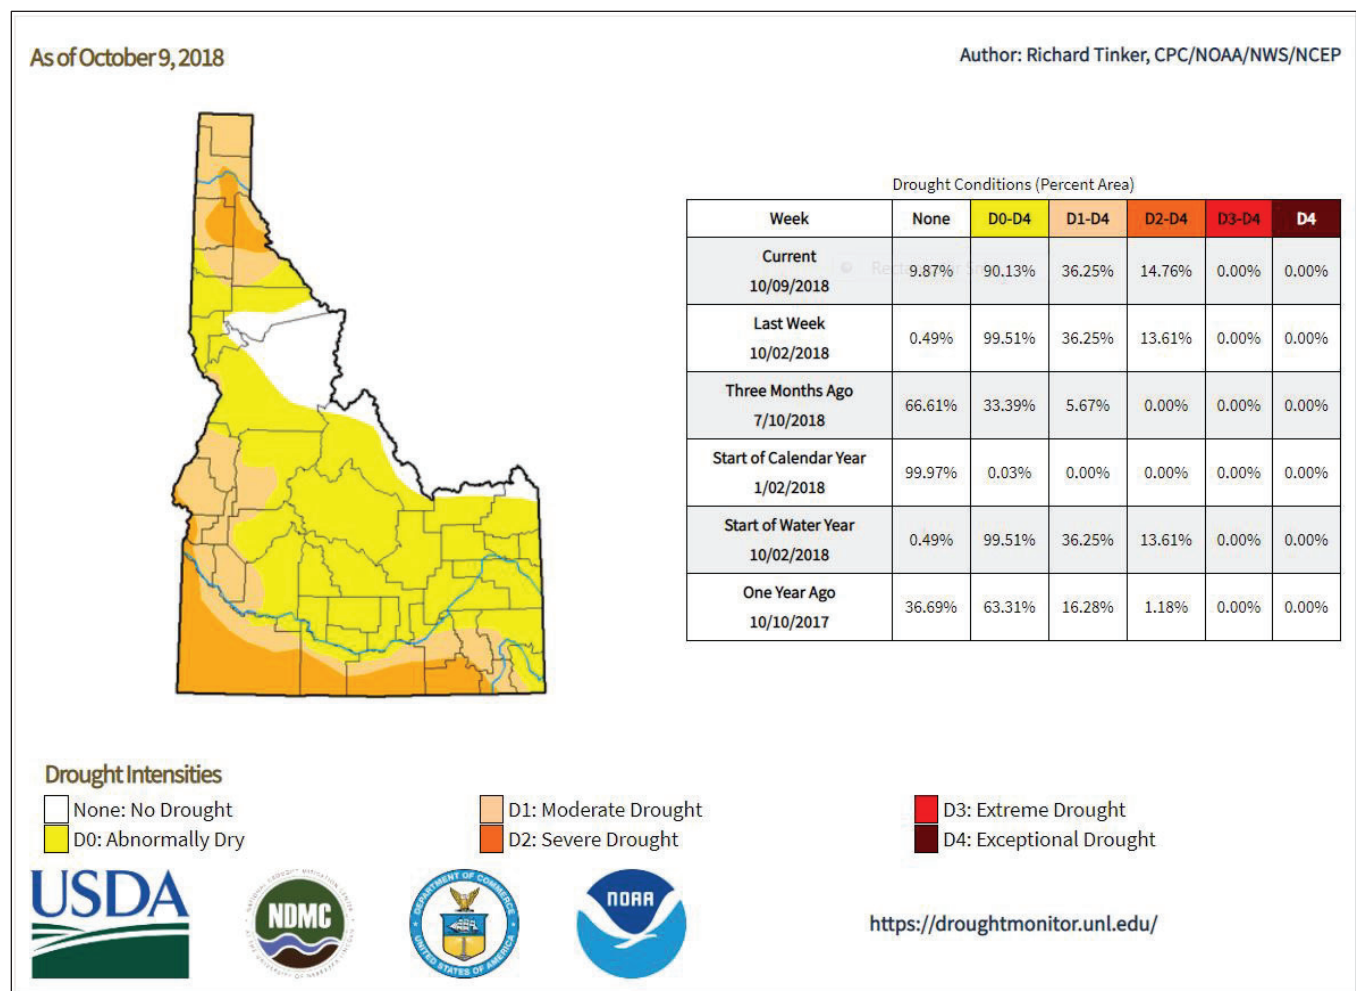 As of October 9, 2018
Author: Richard Tinker, CPC/NOAA/NWS/NCEP
Drought Conditions (Percent Area)
Week None D0-D4 D1-D4 D2-D4 D3-D4 D4
Current
10/09/2018
9.87% 90.13% 36.25% 14.76% 0.00% 0.00%
Last Week
10/02/2018
0.49% 99.51% 36.25% 13.61% 0.00% 0.00%
Three Months Ago
7/10/2018
66.61% 33.39% 5.67% 0.00% 0.00% 0.00%
Start of Calendar Year
1/02/2018
99.97% 0.03% 0.00% 0.00% 0.00% 0.00%
Start of Water Year
10/02/2018
0.49% 99.51% 36.25% 13.61% 0.00% 0.00%
One Year Ago
10/10/2017
36.69% 63.31% 16.28% 1.18% 0.00% 0.00%
Drought Intensities
None: No Drought
D1: Moderate Drought
D3: Extreme Drought
D0: Abnormally Dry
D2: Severe Drought
D4: Exceptional Drought
USDA
NDMC
DEPARTMENT OF COMMERCE
UNITED STATES OF AMERICA
NOAA
https://droughtmonitor.unl.edu/